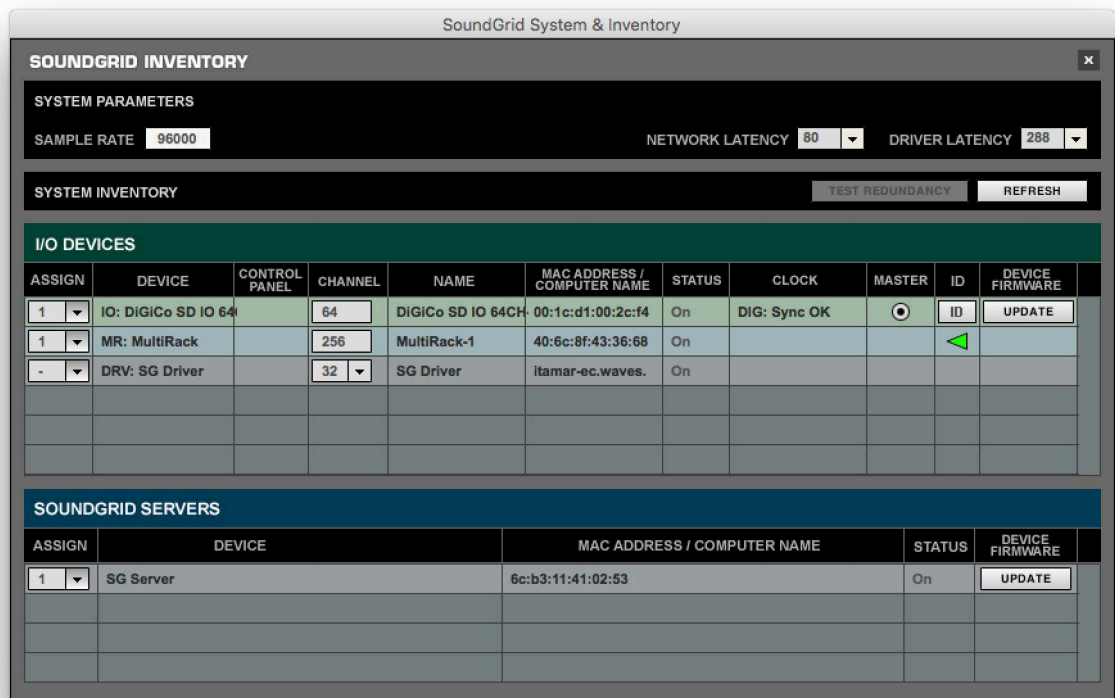 SoundGrid System & Inventory
SOUNDGRID INVENTORY x
SYSTEM PARAMETERS
SAMPLE RATE 96000 NETWORK LATENCY 80 DRIVER LATENCY 288
SYSTEM INVENTORY TEST REDUNDANCY REFRESH
I/O DEVICES
ASSIGN DEVICE CONTROL PANEL CHANNEL NAME MAC ADDRESS / COMPUTER NAME STATUS CLOCK MASTER ID DEVICE FIRMWARE
1 IO: DiGiCo SD IO 64 64 DiGiCo SD IO 64CH 00:1c:d1:00:2c:f4 On DIG: Sync OK ID UPDATE
1 MR: MultiRack 256 MultiRack-1 40:6c:8f:43:36:68 On
- DRV: SG Driver 32 SG Driver itamar-ec.waves. On
SOUNDGRID SERVERS
ASSIGN DEVICE MAC ADDRESS / COMPUTER NAME STATUS DEVICE FIRMWARE
1 SG Server 6c:b3:11:41:02:53 On UPDATE